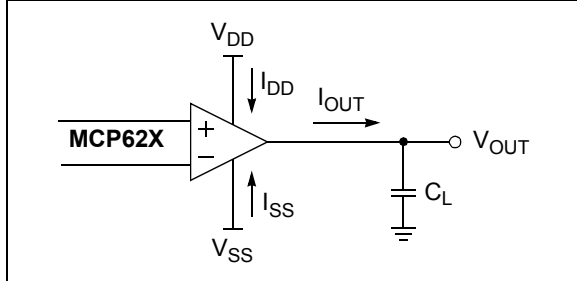 V_DD
I_DD
I_OUT
MCP62X
+
−
V_OUT
C_L
I_SS
V_SS